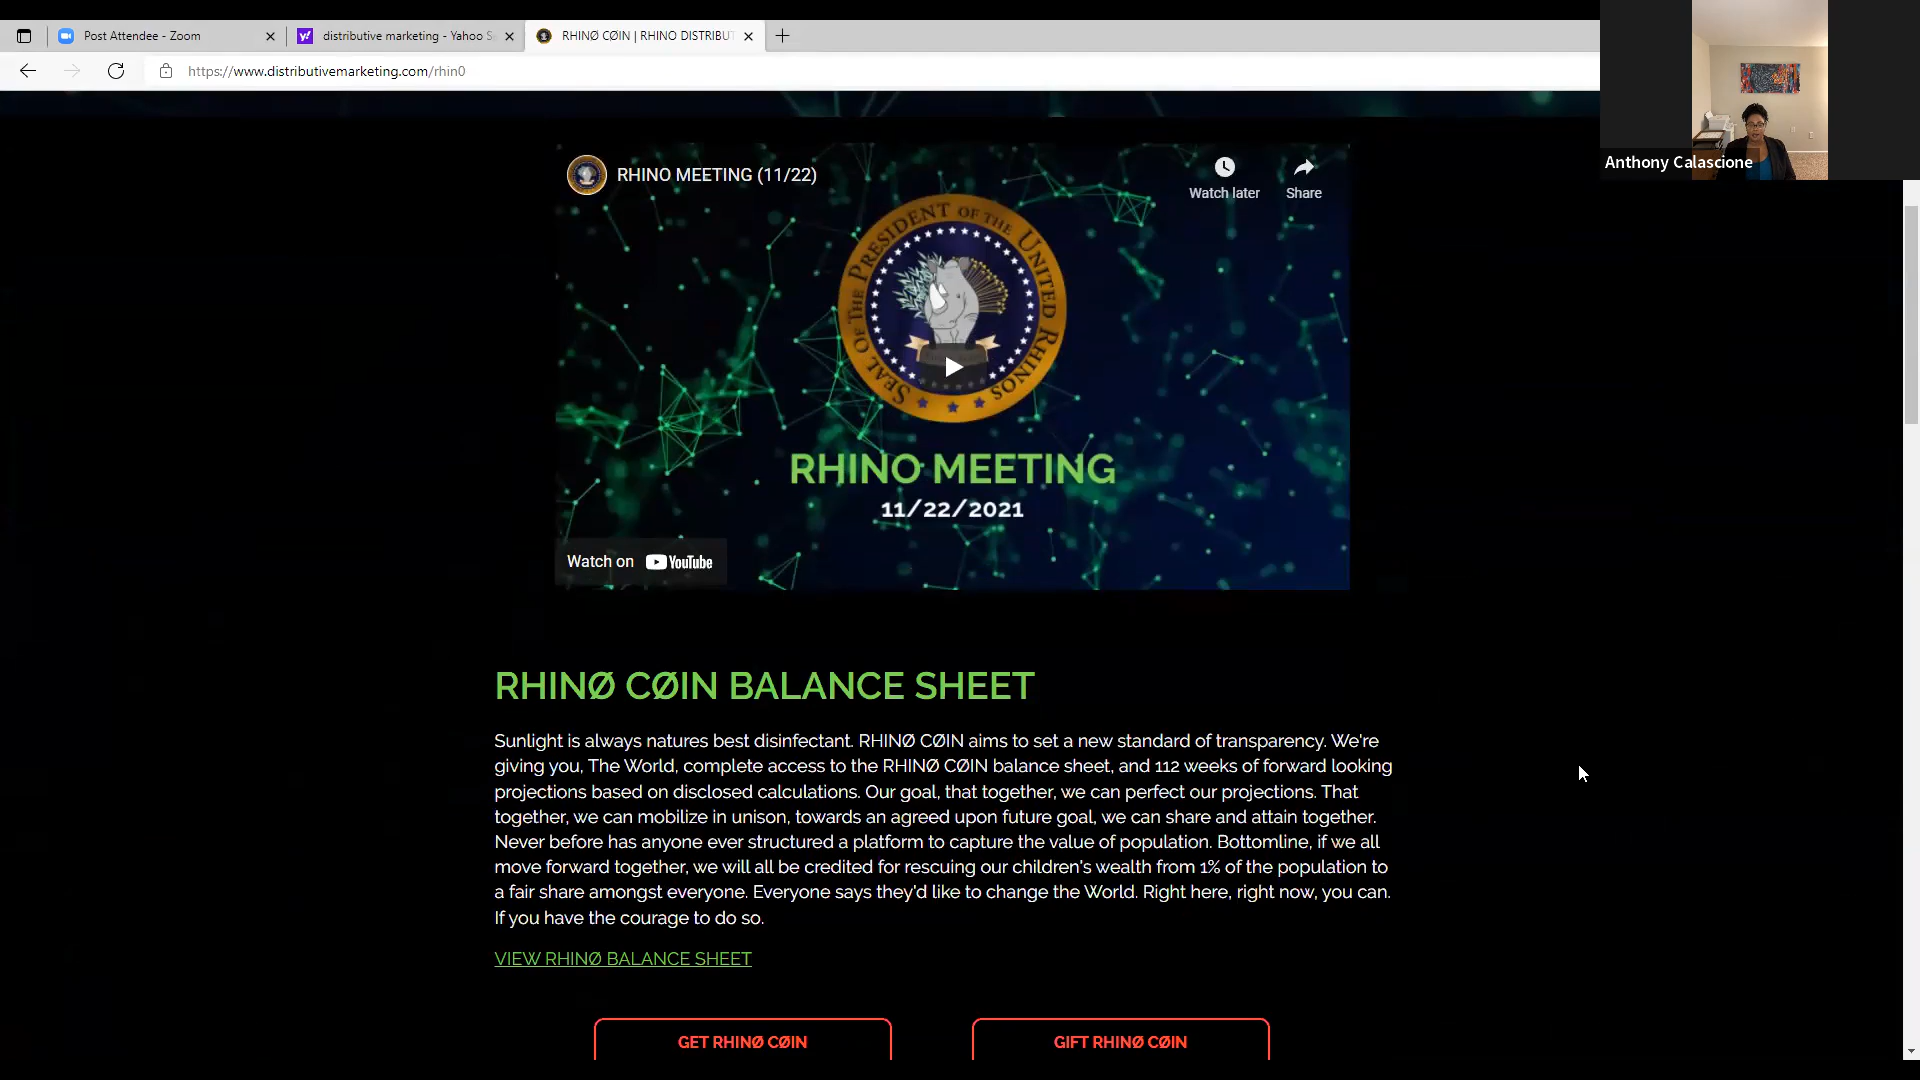 Post Attendee - Zoom
distributive marketing - Yahoo S
RHINØ CØIN | RHINO DISTRIBUT
https://www.distributivemarketing.com/rhin0
Anthony Calascione
RHINO MEETING (11/22)
Watch later
Share
SEAL OF THE PRESIDENT OF THE UNITED RHINOS
RHINO MEETING
11/22/2021
Watch on YouTube
RHINØ CØIN BALANCE SHEET
Sunlight is always natures best disinfectant. RHINØ CØIN aims to set a new standard of transparency. We're
giving you, The World, complete access to the RHINØ CØIN balance sheet, and 112 weeks of forward looking
projections based on disclosed calculations. Our goal, that together, we can perfect our projections. That
together, we can mobilize in unison, towards an agreed upon future goal, we can share and attain together.
Never before has anyone ever structured a platform to capture the value of population. Bottomline, if we all
move forward together, we will all be credited for rescuing our children's wealth from 1% of the population to
a fair share amongst everyone. Everyone says they'd like to change the World. Right here, right now, you can.
If you have the courage to do so.
VIEW RHINØ BALANCE SHEET
GET RHINØ CØIN
GIFT RHINØ CØIN